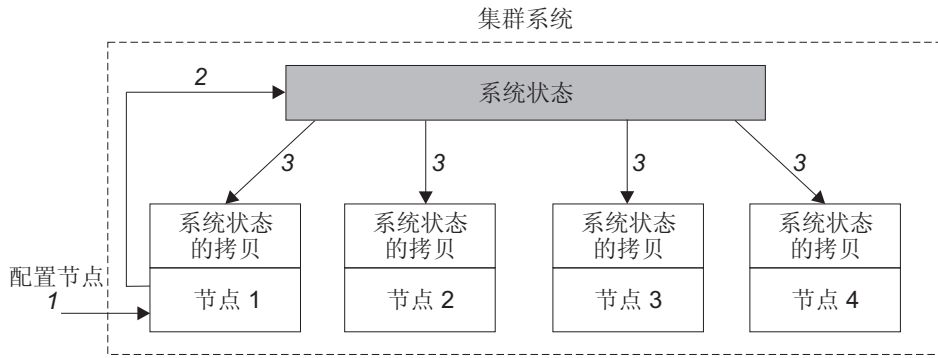 集群系统
2
系统状态
3
3
3
3
系统状态
的拷贝
系统状态
的拷贝
系统状态
的拷贝
系统状态
的拷贝
配置节点
1
节点 1
节点 2
节点 3
节点 4